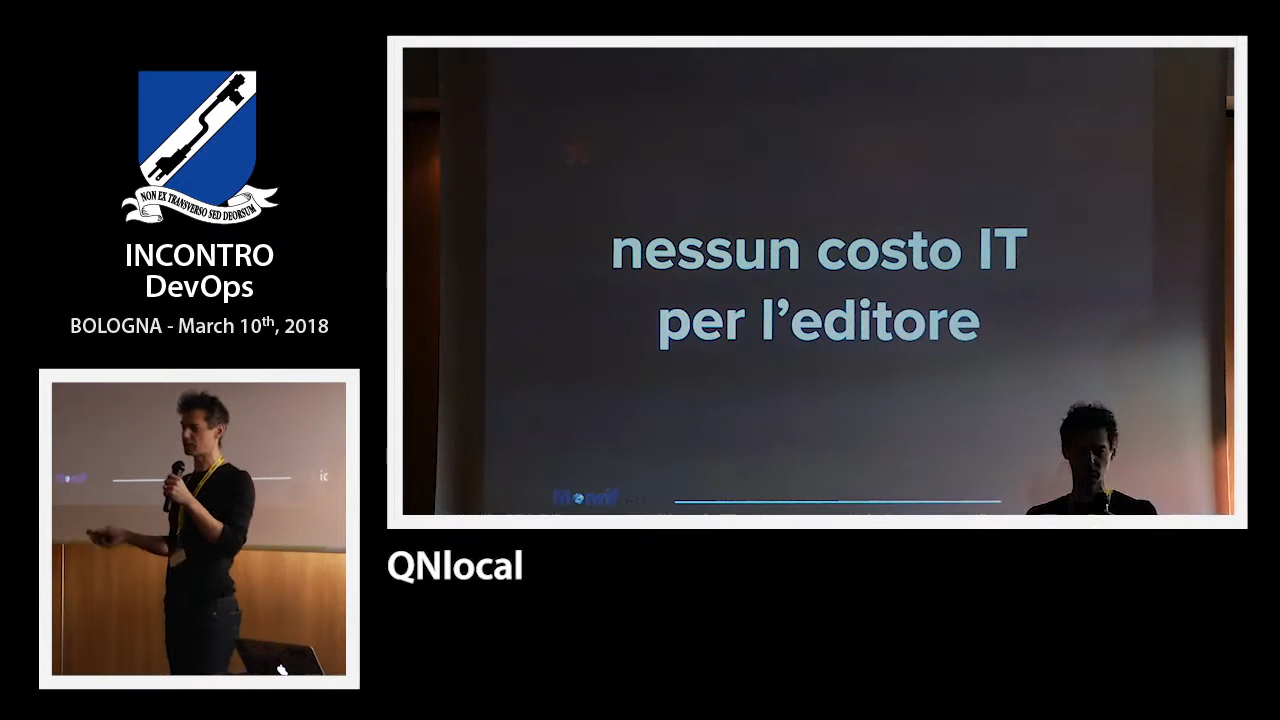 NON EX TRANSVERSO SED DEORSUM
INCONTRO
DevOps
BOLOGNA - March 10th, 2018
nessun costo IT
per l'editore
QNlocal